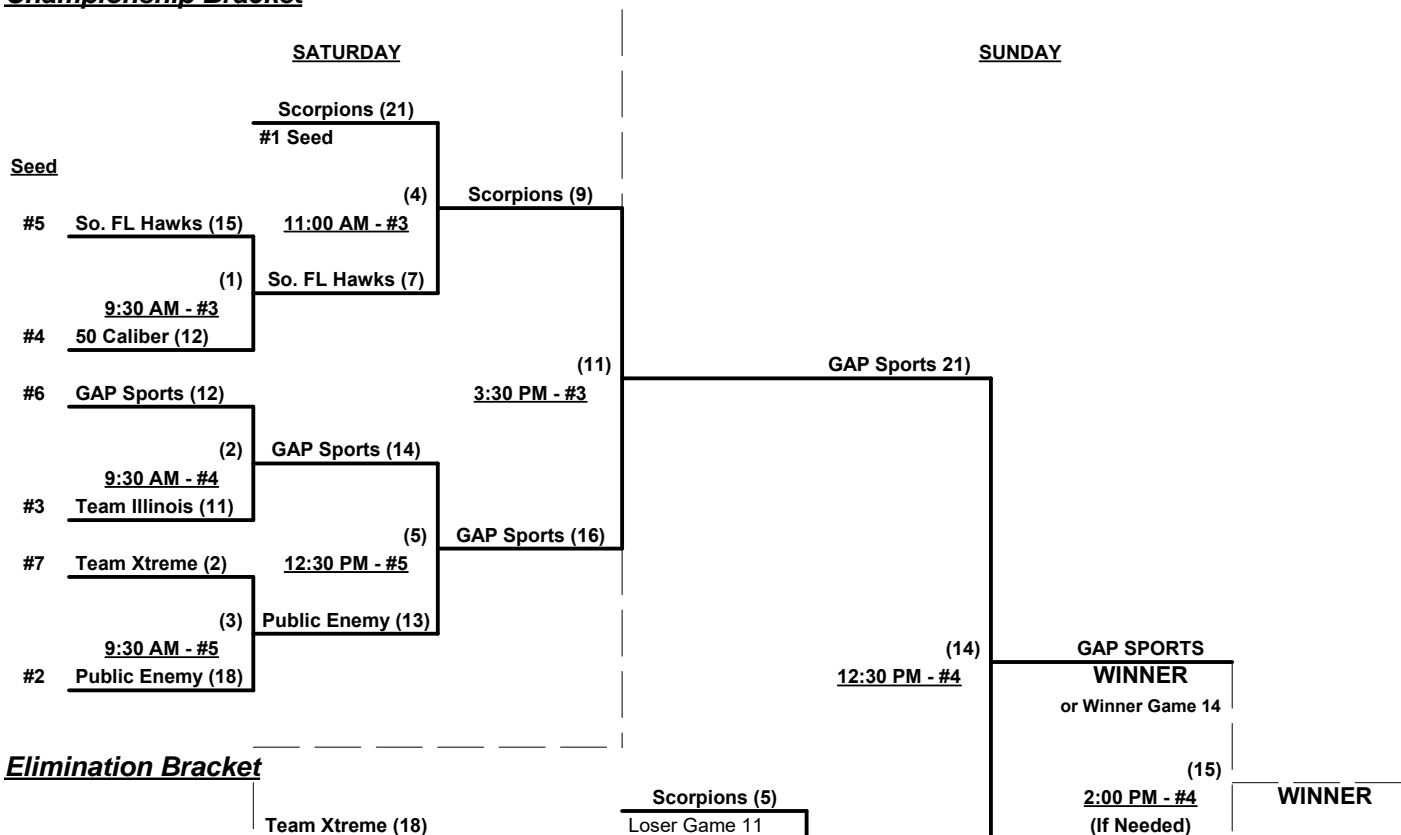 Championship Bracket
SATURDAY
SUNDAY
Scorpions (21)
#1 Seed
Seed
(4)
Scorpions (9)
#5
So. FL Hawks (15)
11:00 AM - #3
(1)
So. FL Hawks (7)
9:30 AM - #3
#4
50 Caliber (12)
(11)
GAP Sports 21)
#6
GAP Sports (12)
3:30 PM - #3
(2)
GAP Sports (14)
9:30 AM - #4
#3
Team Illinois (11)
(5)
GAP Sports (16)
#7
Team Xtreme (2)
12:30 PM - #5
(3)
Public Enemy (13)
9:30 AM - #5
(14)
GAP SPORTS
#2
Public Enemy (18)
12:30 PM - #4
WINNER
or Winner Game 14
Elimination Bracket
(15)
Scorpions (5)
2:00 PM - #4
WINNER
Team Xtreme (18)
Loser Game 11
(If Needed)